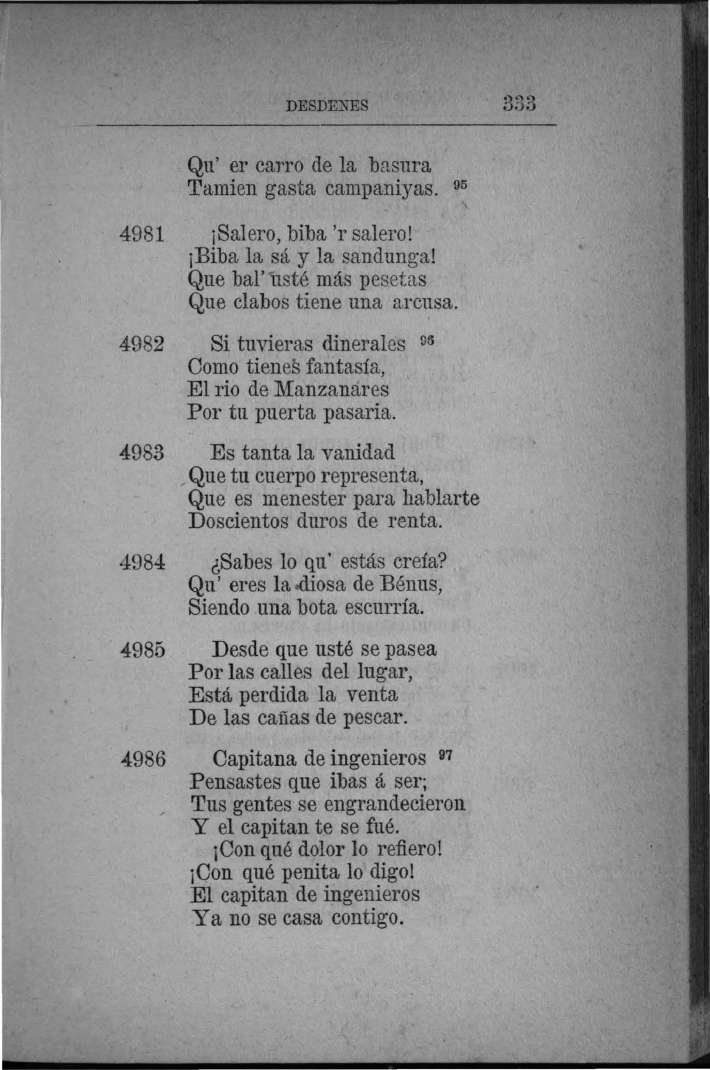 DESDENES 333
Qu' er carro de la basura
Tamien gasta campaniyas. 95
4981 ¡Salero, biba 'r salero!
¡Biba la sá y la sandunga!
Que bal' usté más pesetas
Que clabos tiene una arcusa.
4982 Si tuvieras dinerales 96
Como tienes fantasía,
El rio de Manzanáres
Por tu puerta pasaria.
4983 Es tanta la vanidad
Que tu cuerpo representa,
Que es menester para hablarte
Doscientos duros de renta.
4984 ¿Sabes lo qu' estás creía?
Qu' eres la diosa de Bénus,
Siendo una bota escurría.
4985 Desde que usté se pasea
Por las calles del lugar,
Está perdida la venta
De las cañas de pescar.
4986 Capitana de ingenieros 97
Pensastes que ibas á ser;
Tus gentes se engrandecieron
Y el capitan te se fué.
¡Con qué dolor lo refiero!
¡Con qué penita lo digo!
El capitan de ingenieros
Ya no se casa contigo.